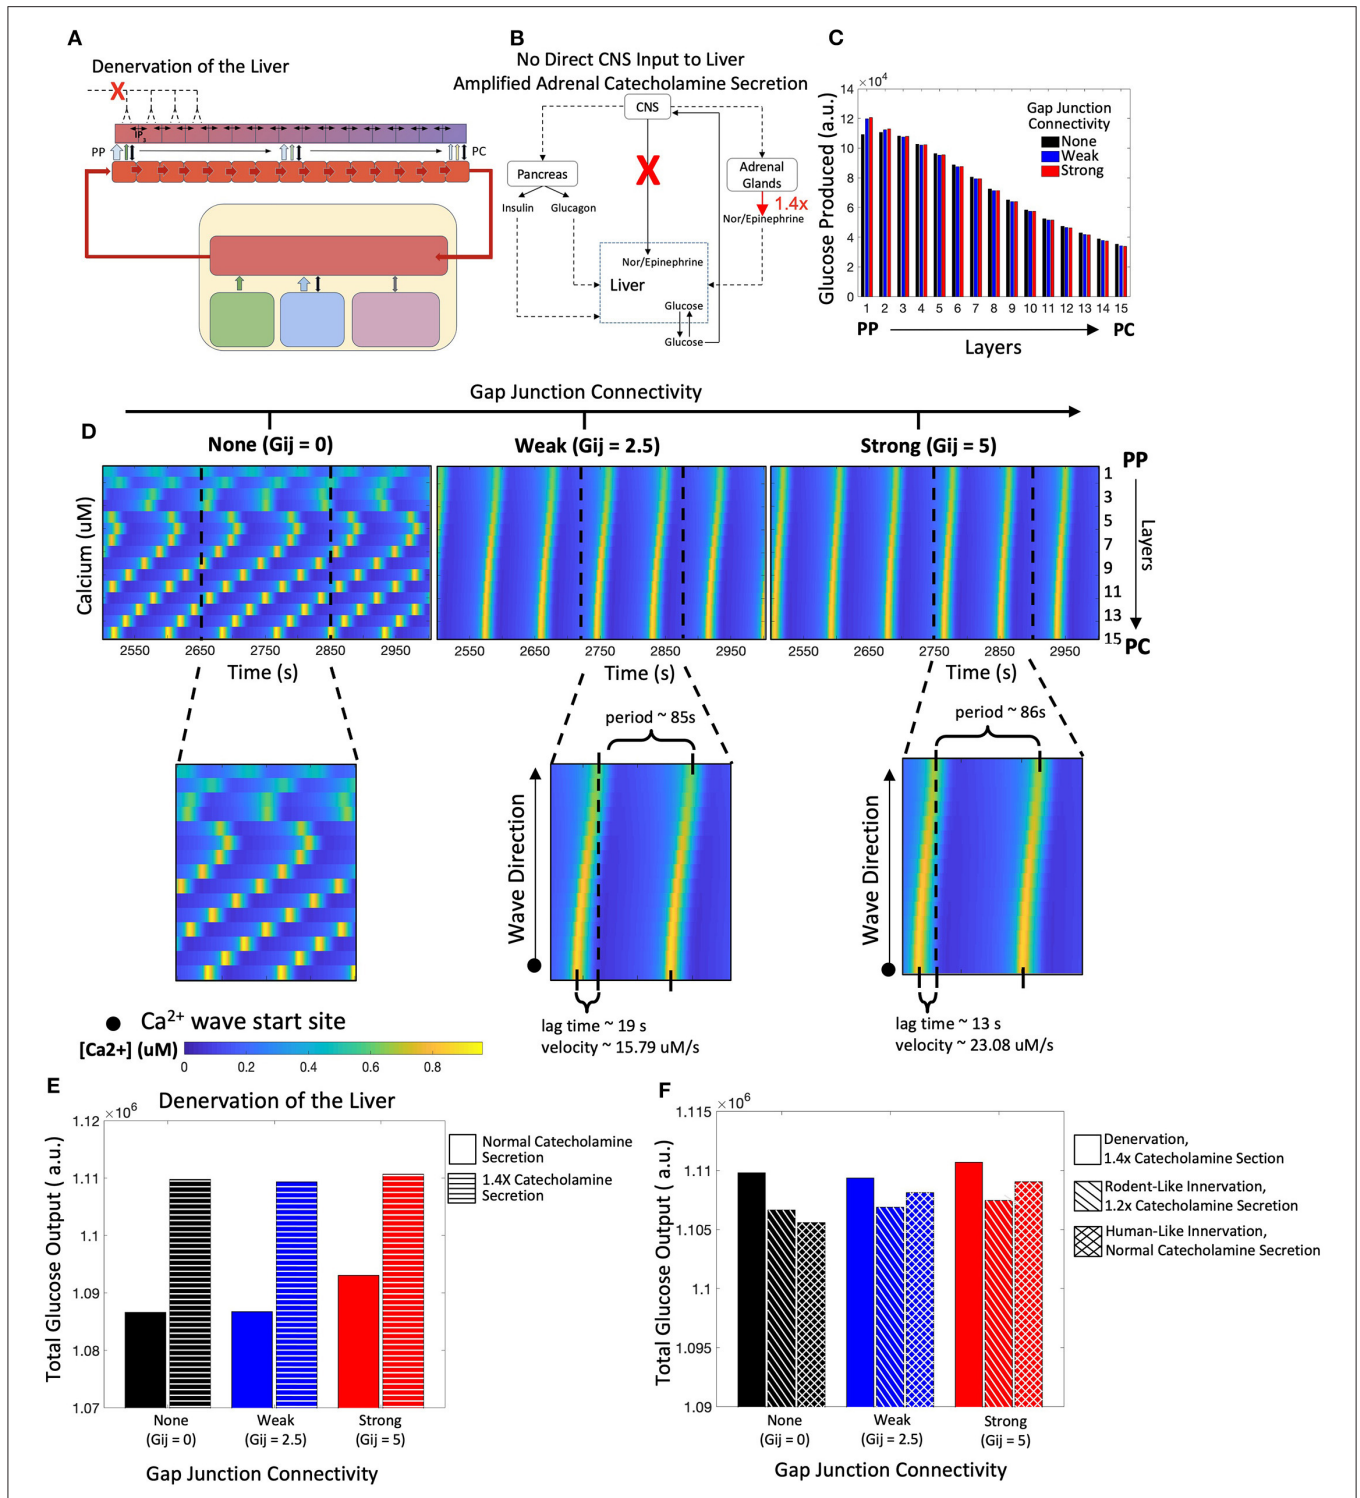 A
Denervation of the Liver
X
IP3
PP
PC
B
No Direct CNS Input to Liver
Amplified Adrenal Catecholamine Secretion
CNS
Pancreas
Adrenal
Glands
X
1.4x
Insulin
Glucagon
Nor/Epinephrine
Nor/Epinephrine
Liver
Glucose
Glucose
C
×10⁴
Glucose Produced (a.u.)
14
12
10
8
6
4
2
0
Gap Junction
Connectivity
None
Weak
Strong
1 2 3 4 5 6 7 8 9 10 11 12 13 14 15
PP
PC
Layers
Gap Junction Connectivity
D
None (Gij = 0)
Weak (Gij = 2.5)
Strong (Gij = 5)
Calcium (uM)
PP
1
3
5
7
9
11
13
15
PC
Layers
2550 2650 2750 2850 2950
2550 2650 2750 2850 2950
2550 2650 2750 2850 2950
Time (s)
Time (s)
Time (s)
period ~ 85s
period ~ 86s
Wave Direction
Wave Direction
lag time ~ 19 s
velocity ~ 15.79 uM/s
lag time ~ 13 s
velocity ~ 23.08 uM/s
Ca²⁺ wave start site
[Ca2+] (uM)
0 0.2 0.4 0.6 0.8
E
Denervation of the Liver
×10⁶
Total Glucose Output ( a.u.)
1.12
1.11
1.1
1.09
1.08
1.07
Normal Catecholamine
Secretion
1.4X Catecholamine
Secretion
None Weak Strong
(Gij = 0) (Gij = 2.5) (Gij = 5)
Gap Junction Connectivity
F
×10⁶
Total Glucose Output ( a.u.)
1.115
1.11
1.105
1.1
1.095
1.09
Denervation,
1.4x Catecholamine Section
Rodent-Like Innervation,
1.2x Catecholamine Secretion
Human-Like Innervation,
Normal Catecholamine Secretion
None Weak Strong
(Gij = 0) (Gij = 2.5) (Gij = 5)
Gap Junction Connectivity